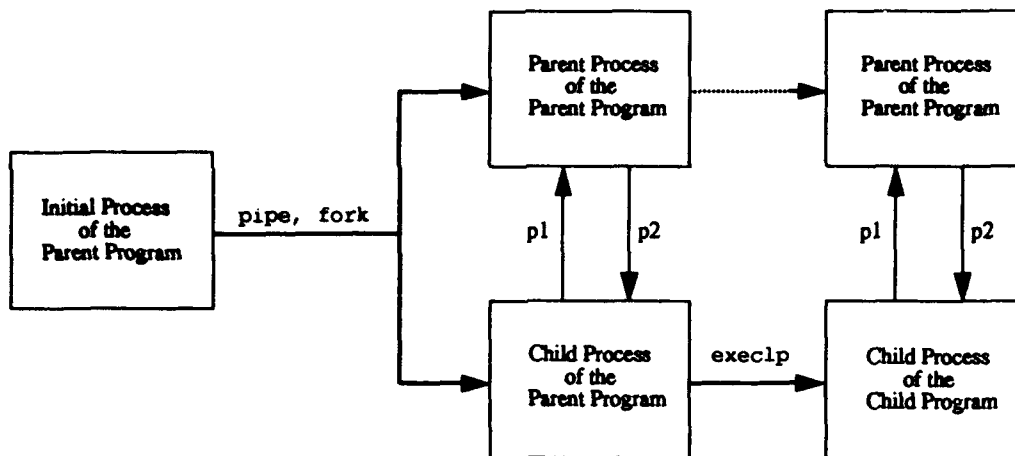 Parent Process
of the
Parent Program
Parent Process
of the
Parent Program
Initial Process
of the
Parent Program
pipe, fork
p1
p2
p1
p2
Child Process
of the
Parent Program
execlp
Child Process
of the
Child Program